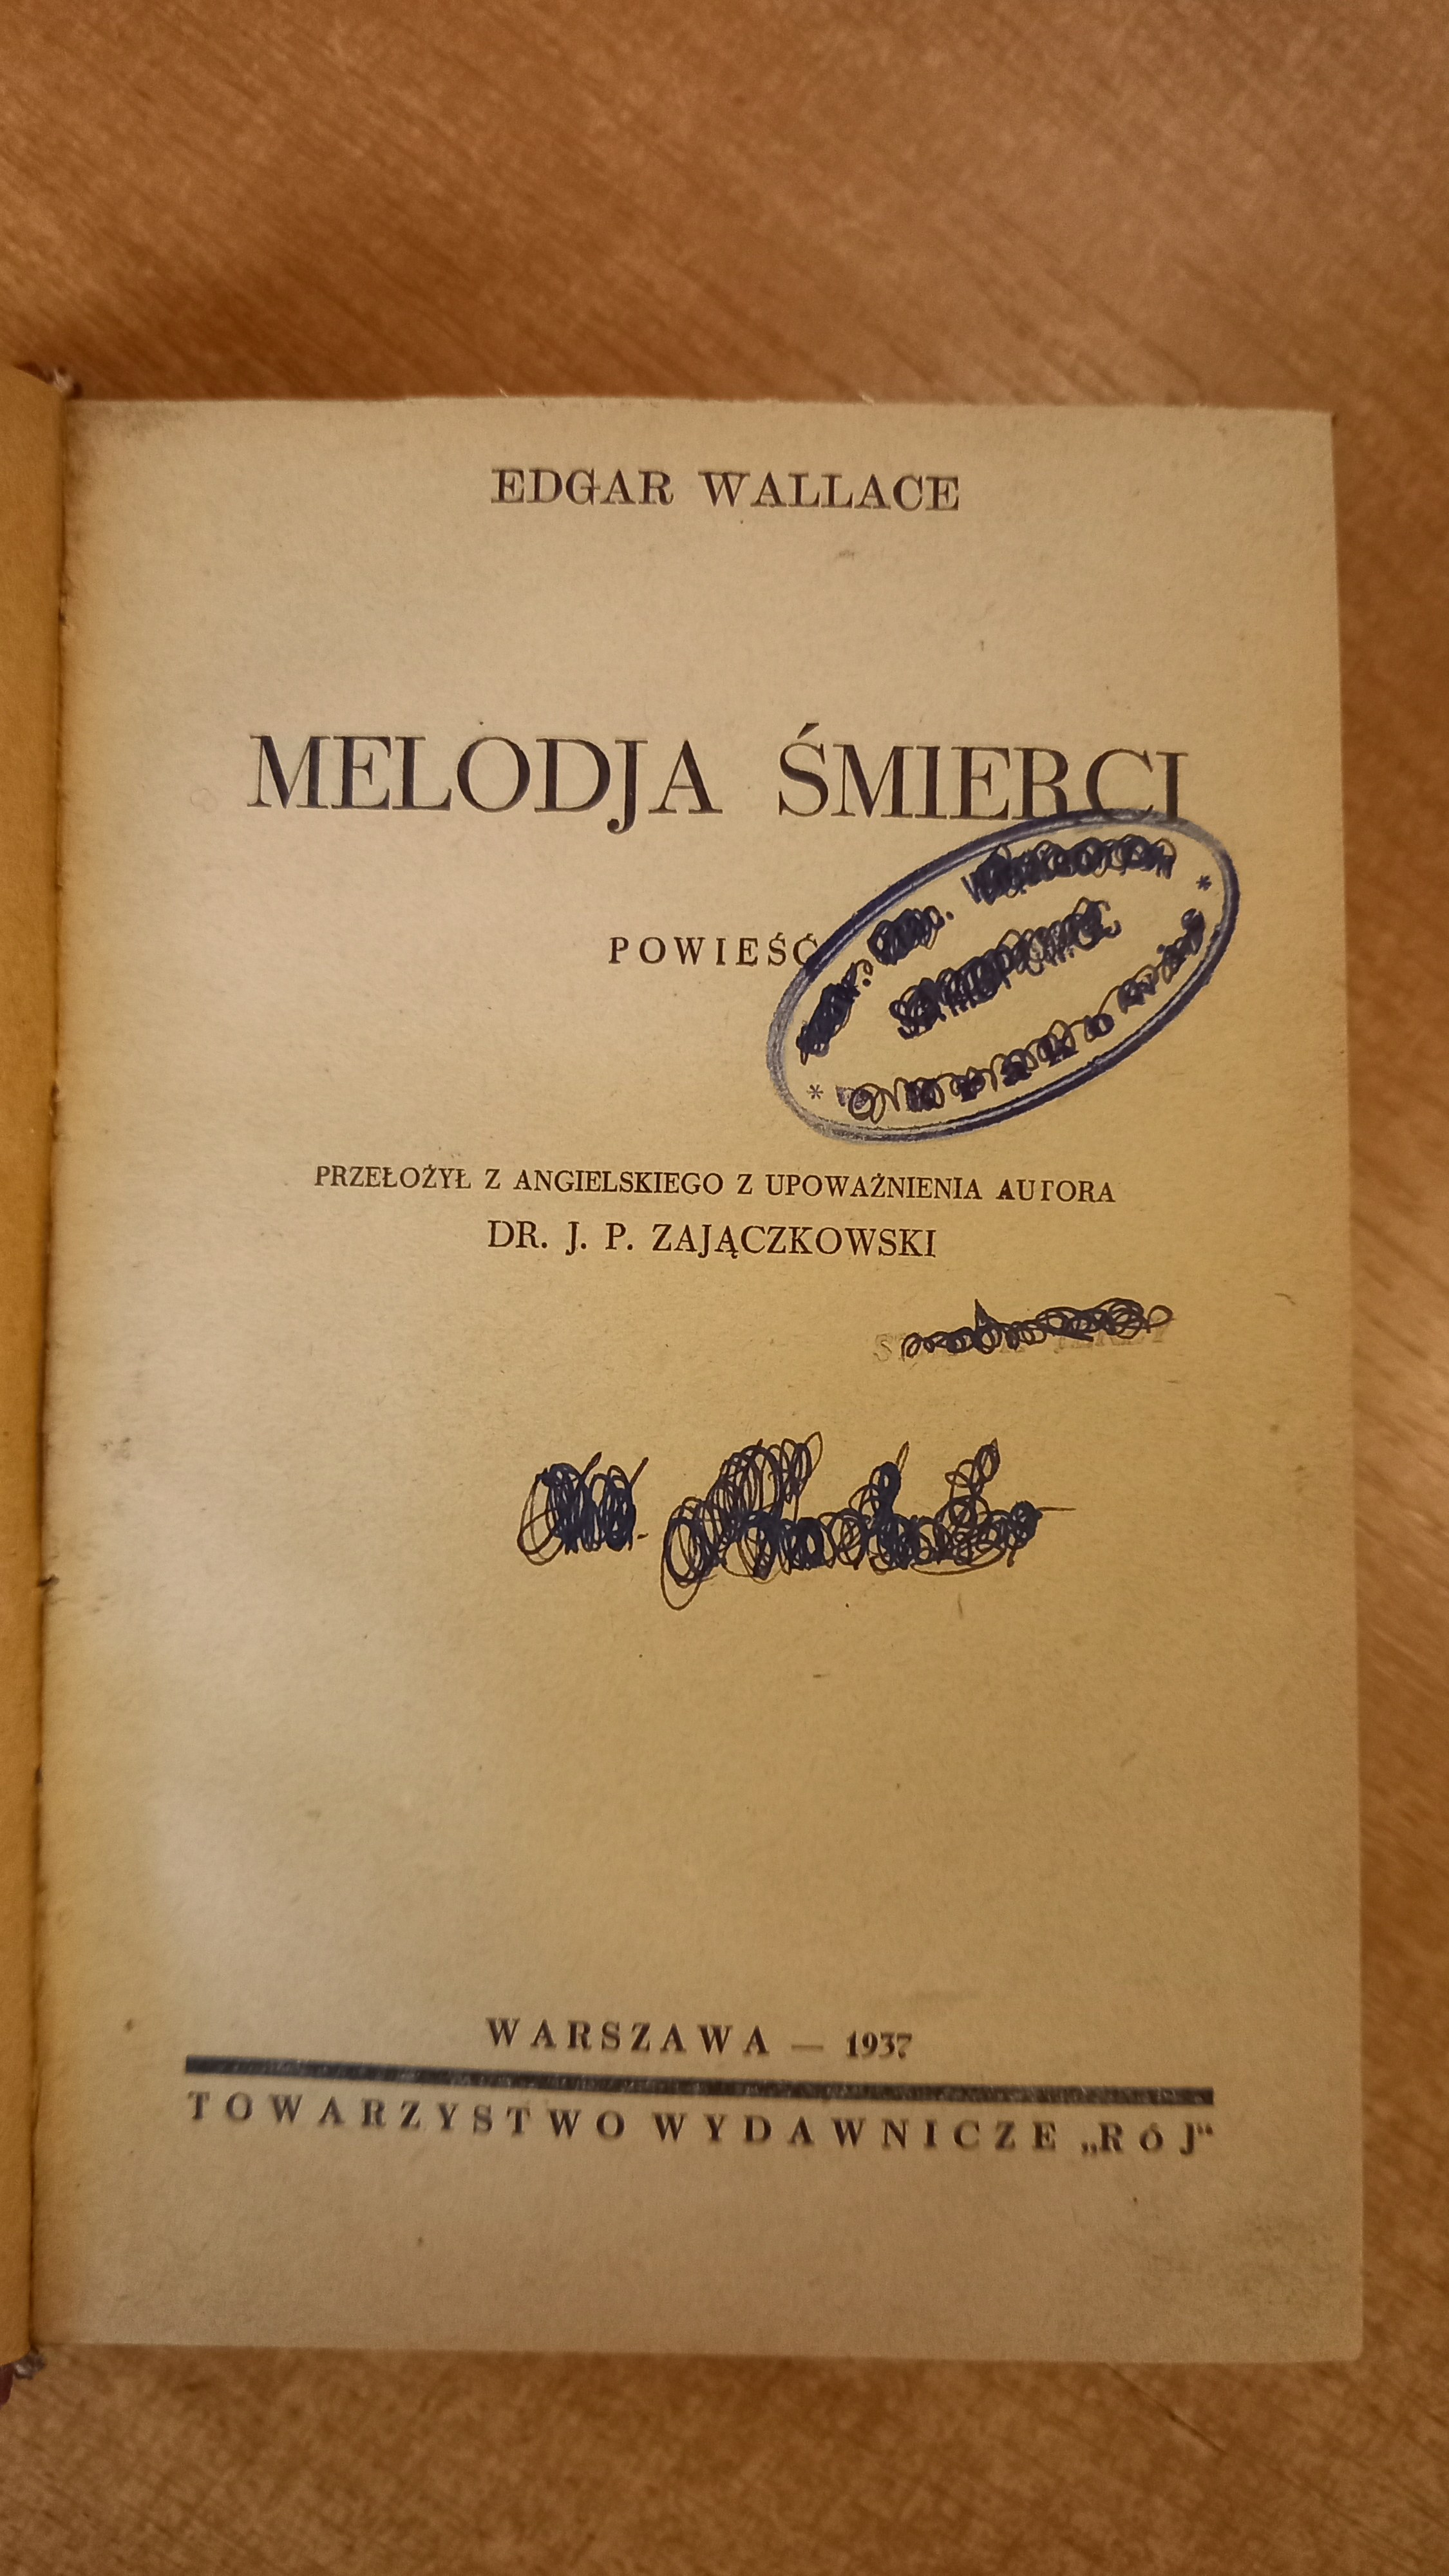 EDGAR WALLACE
MELODJA ŚMIERCI
POWIEŚĆ
PRZEŁOŻYŁ Z ANGIELSKIEGO Z UPOWAŻNIENIA AUTORA
DR. J. P. ZAJĄCZKOWSKI
WARSZAWA — 1937
TOWARZYSTWO WYDAWNICZE „RÓJ“